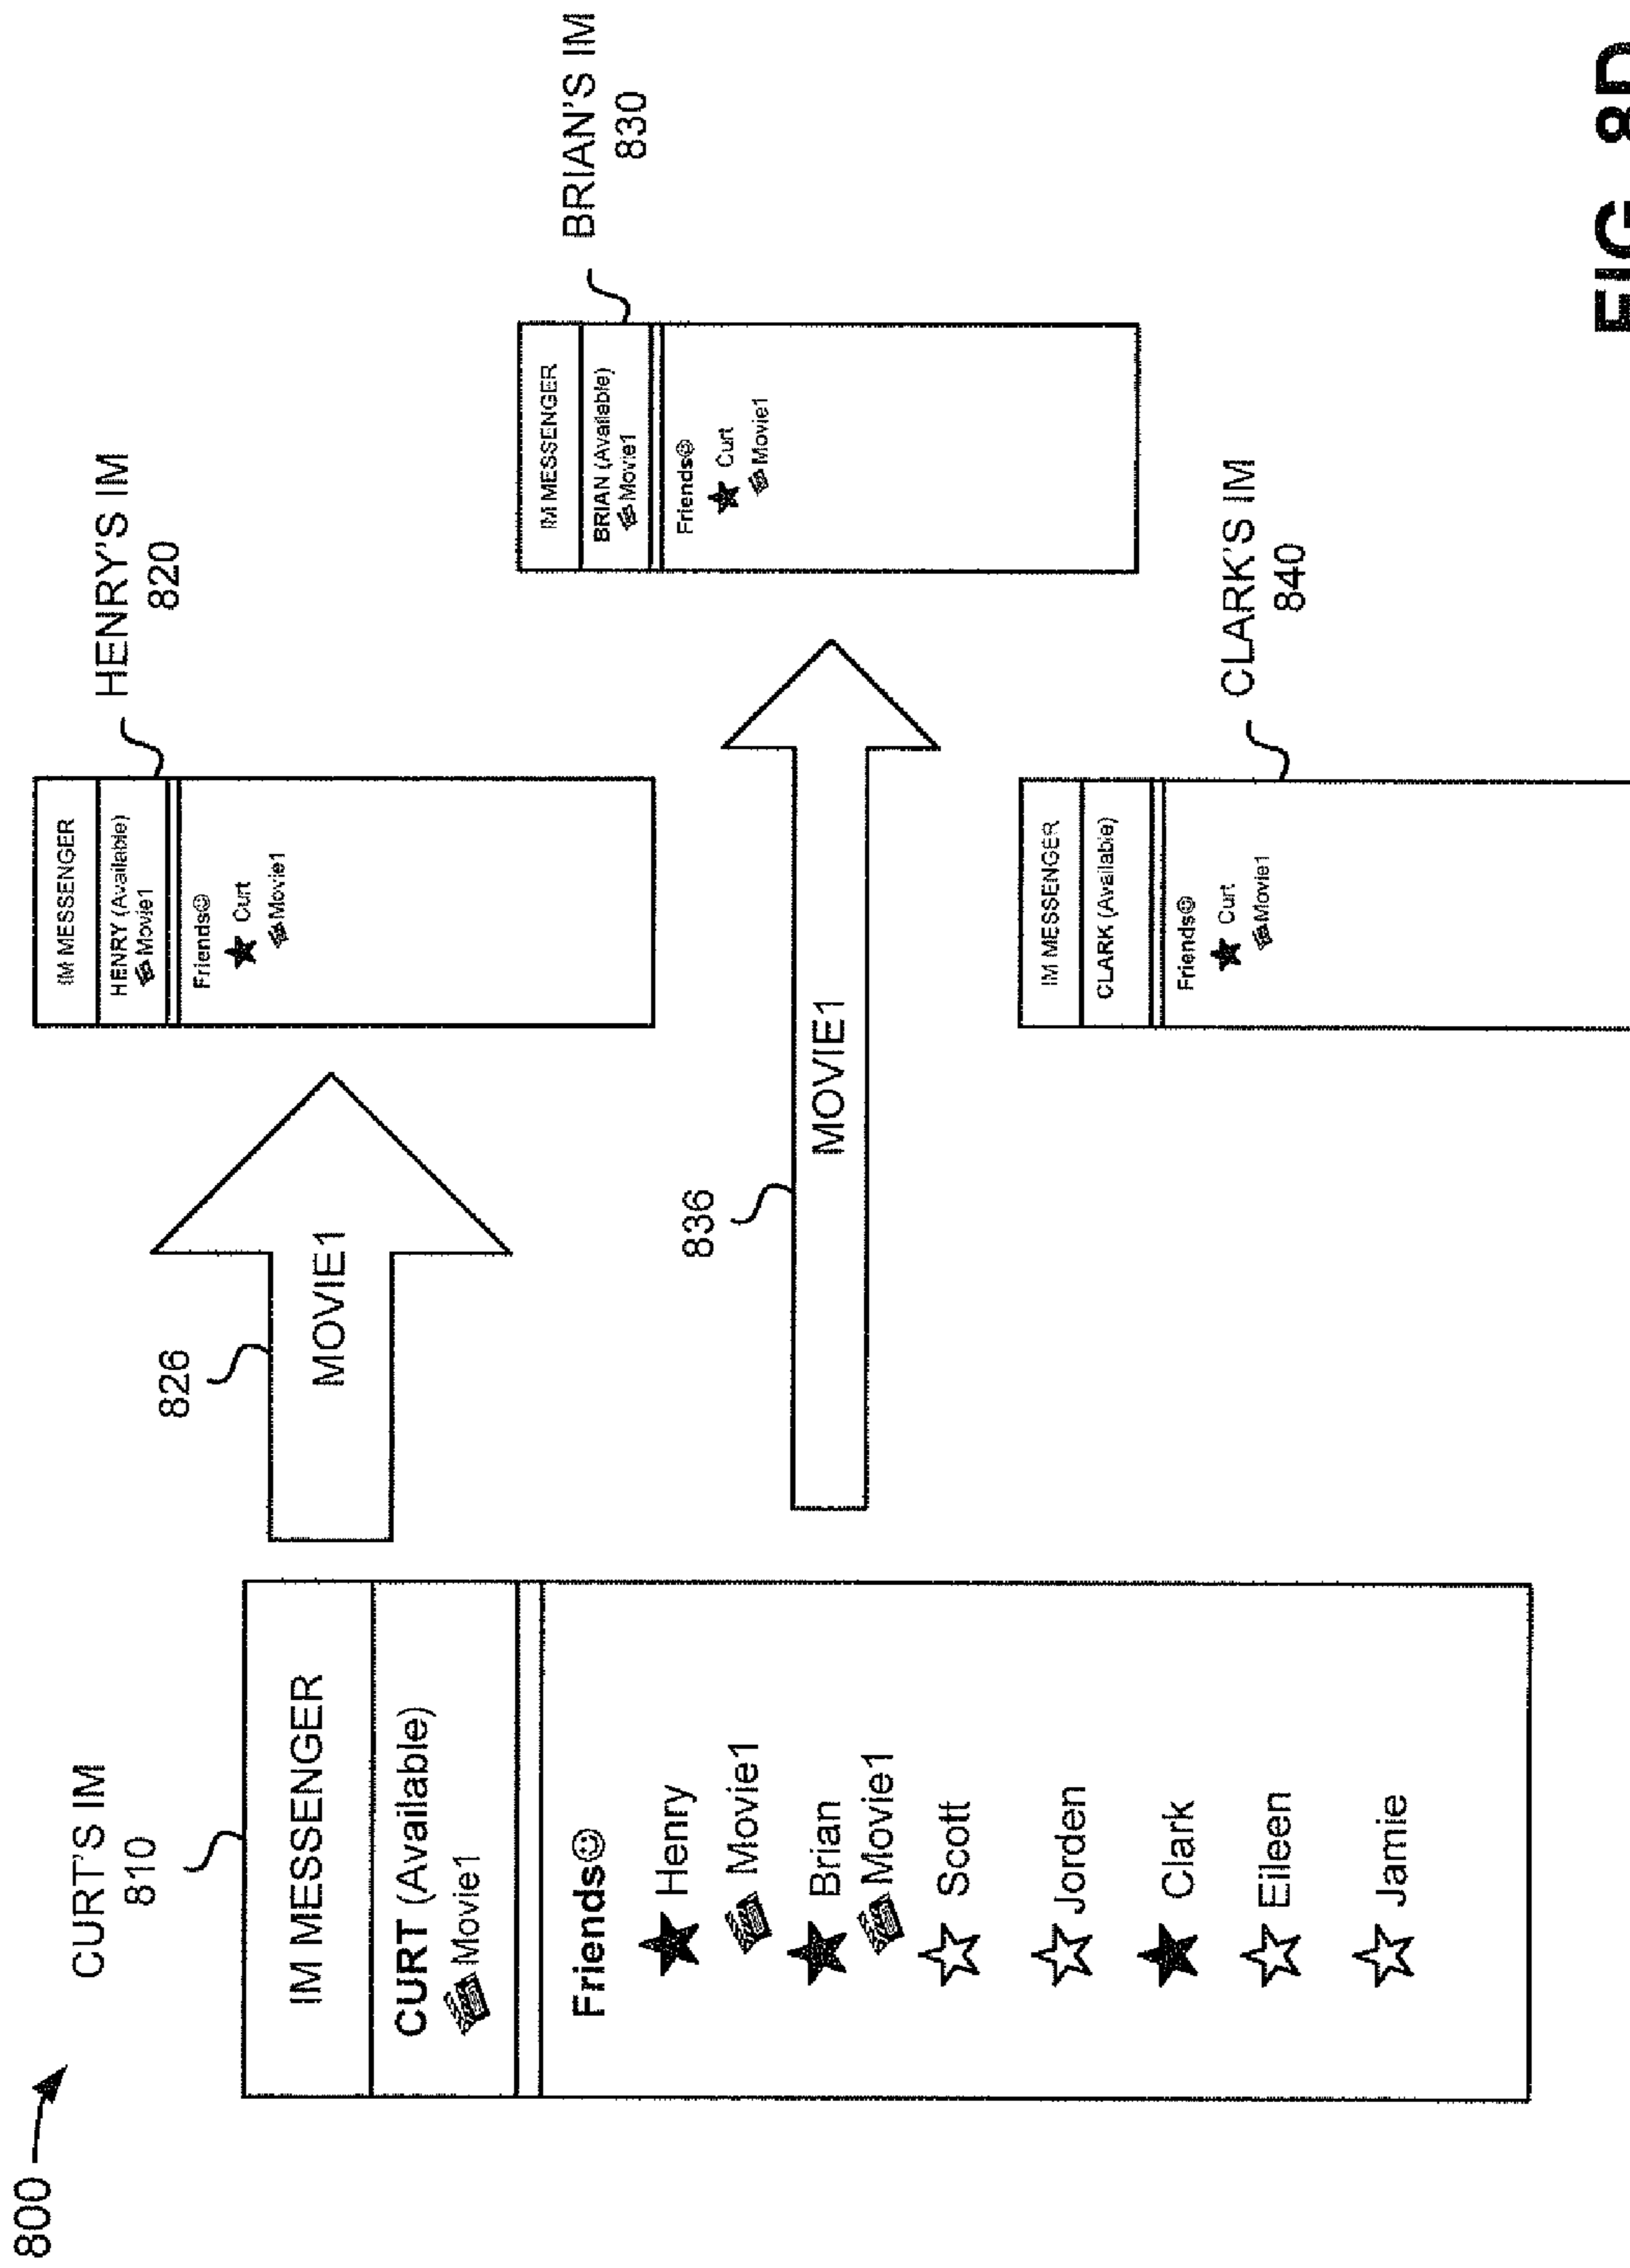 800
CURT'S IM
810
IM MESSENGER
CURT (Available)
Movie1
Friends☺
Henry
Movie1
Brian
Movie1
Scott
Jorden
Clark
Eileen
Jamie
826
MOVIE1
836
MOVIE1
HENRY'S IM
820
IM MESSENGER
HENRY (Available)
Movie1
Friends☺
Curt
Movie1
BRIAN'S IM
830
IM MESSENGER
BRIAN (Available)
Movie1
Friends☺
Curt
Movie1
CLARK'S IM
840
IM MESSENGER
CLARK (Available)
Friends☺
Curt
Movie1
FIG. 8D